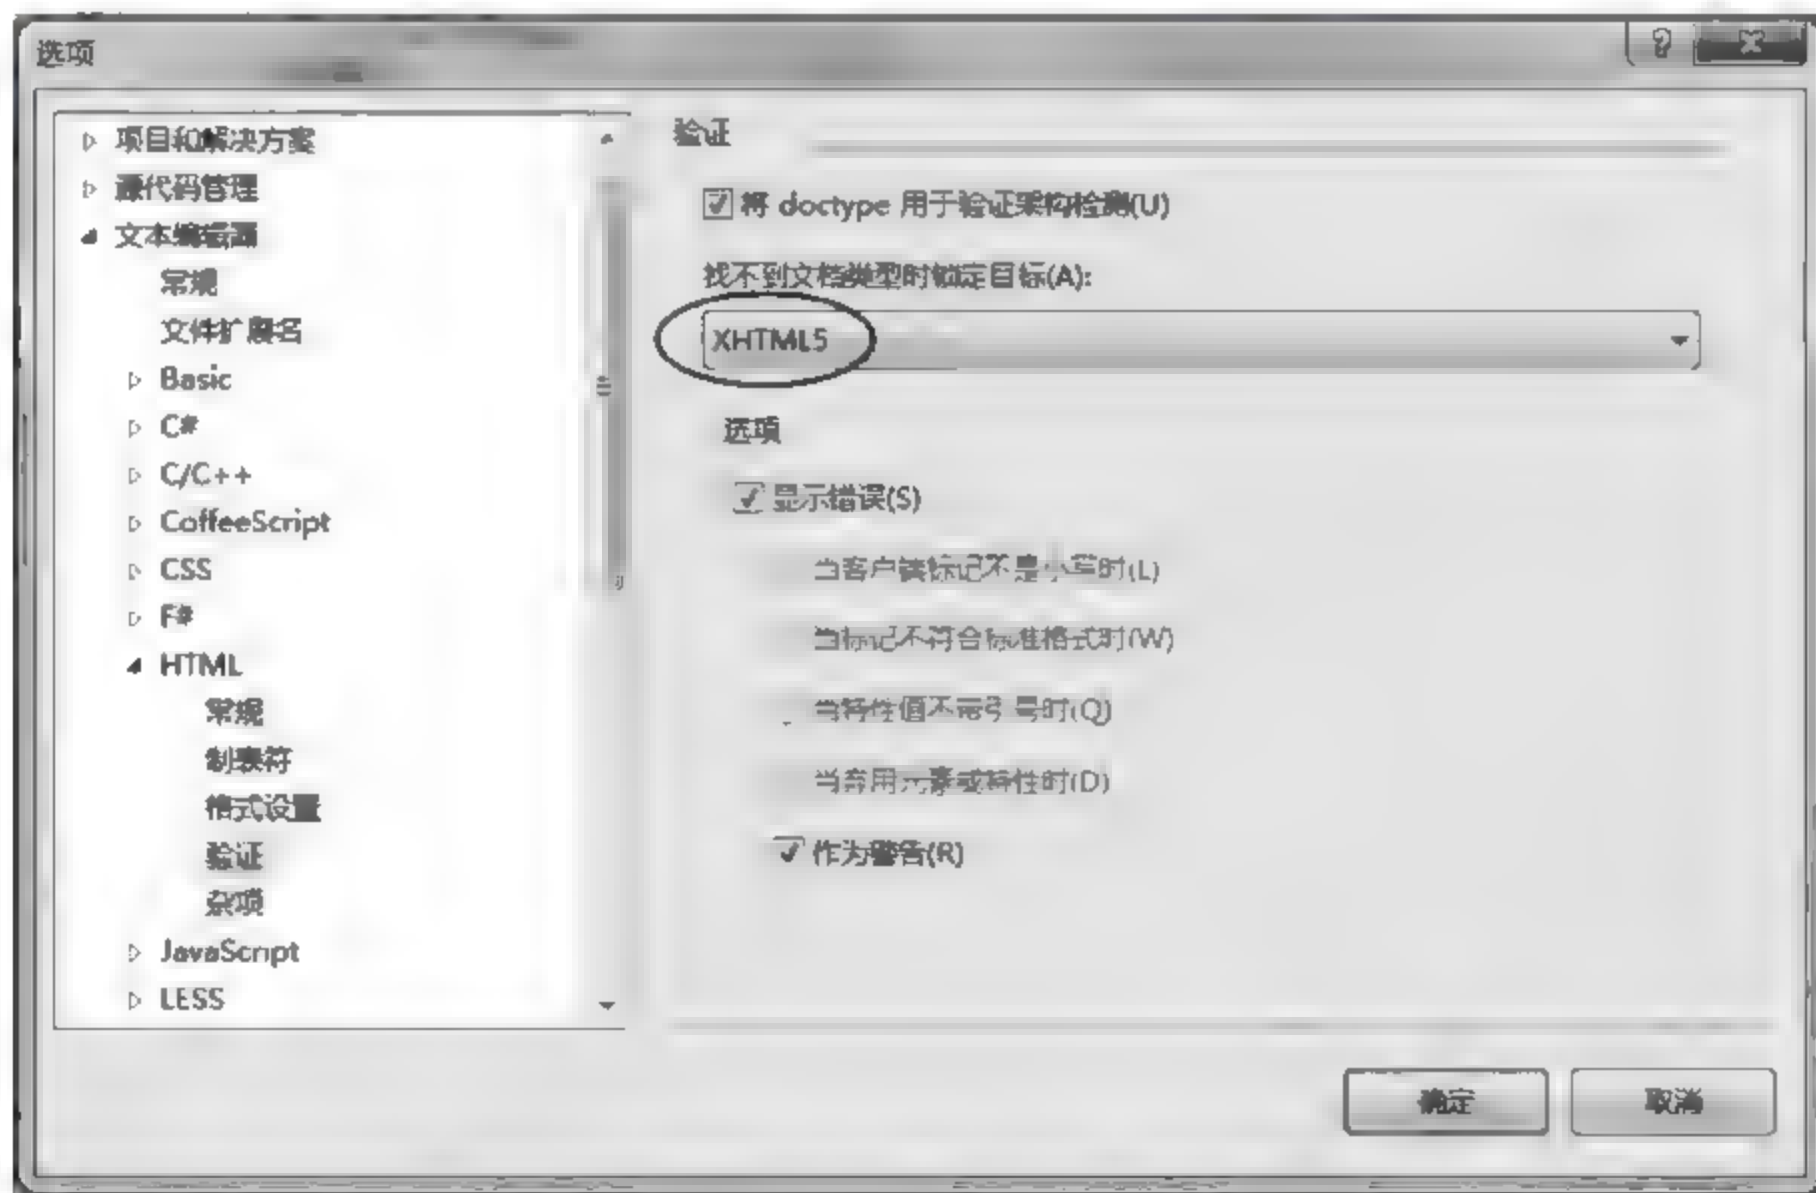 选项
项目和解决方案
源代码管理
文本编辑器
常规
文件扩展名
Basic
C#
C/C++
CoffeeScript
CSS
F#
HTML
常规
制表符
格式设置
验证
杂项
JavaScript
LESS
验证
将 doctype 用于验证架构检测(U)
找不到文档类型时锁定目标(A):
XHTML5
选项
显示错误(S)
当客户端标记不是小写时(L)
当标记不符合标准格式时(W)
当特性值不带引号时(Q)
当弃用元素或特性时(D)
作为警告(R)
确定
取消